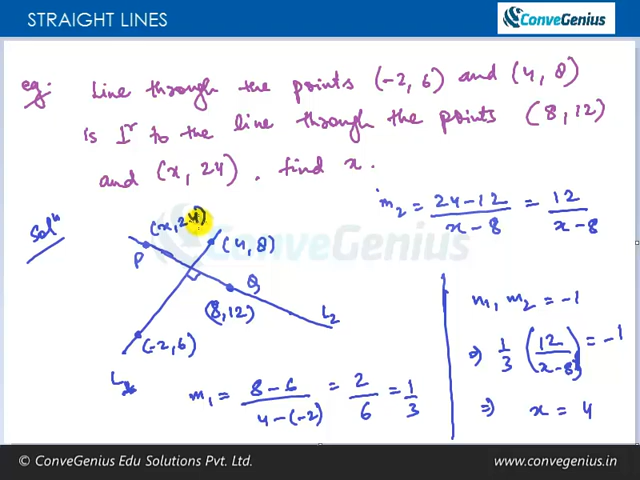 STRAIGHT LINES
ConveGenius
eg. Line through the points (-2, 6) and (4, 8)
is ⊥r to the line through the points (8, 12)
and (x, 24). Find x.
Solⁿ
m₂ = 24-12 / x-8 = 12 / x-8
(x, 24)
P
(4, 8)
Q
(8, 12)
L₂
(-2, 6)
m₁ = 8-6 / 4-(-2) = 2/6 = 1/3
m₁ m₂ = -1
⇒ 1/3 (12 / x-8) = -1
⇒ x = 4
ConveGenius
© ConveGenius Edu Solutions Pvt. Ltd.
www.convegenius.in